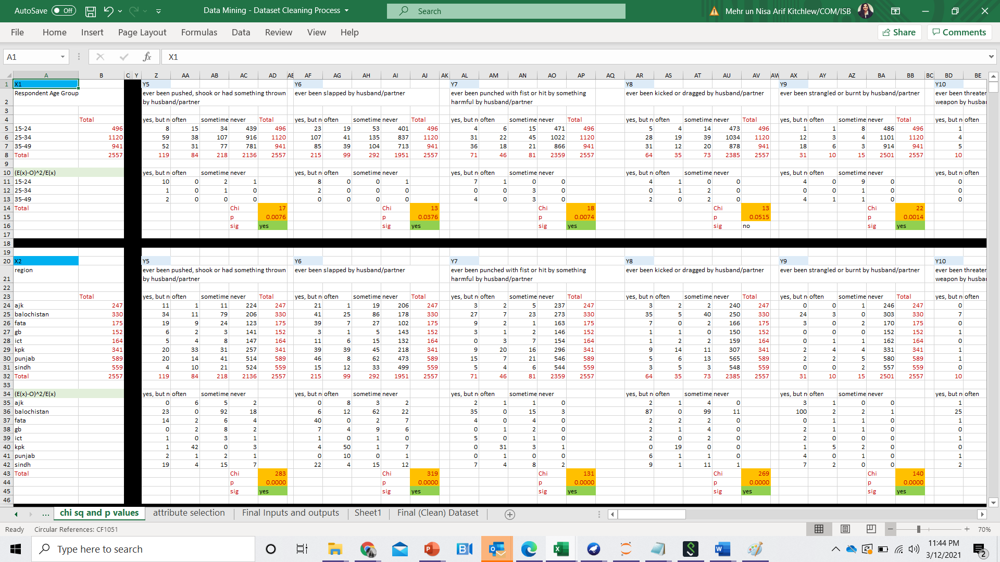 AutoSave Off Data Mining - Dataset Cleaning Process Search Mehr un Nisa Arif Kitchlew/COM/ISB
File Home Insert Page Layout Formulas Data Review View Help Share Comments
A1 fx X1
A B C Y Z AA AB AC AD AE AF AG AH AI AJ AK AL AM AN AO AP AQ AR AS AT AU AV AW AX AY AZ BA BB BC BD BE
1 X1 Y5 Y6 Y7 Y8 Y9 Y10
Respondent Age Group ever been pushed, shook or had something thrown ever been slapped by husband/partner ever been punched with fist or hit by something ever been kicked or dragged by husband/partner ever been strangled or burnt by husband/partner ever been threater
2 by husband/partner harmful by husband/partner weapon by husbar
3
4 Total yes, but n often sometime never Total yes, but n often sometime never Total yes, but n often sometime never Total yes, but n often sometime never Total yes, but n often sometime never Total yes, but n often
5 15-24 496 8 15 34 439 496 23 19 53 401 496 4 6 15 471 496 5 4 14 473 496 1 1 8 486 496 1
6 25-34 1120 59 38 107 916 1120 107 41 135 837 1120 31 22 45 1022 1120 28 19 39 1034 1120 12 3 4 1101 1120 4
7 35-49 941 52 31 77 781 941 85 39 104 713 941 36 18 21 866 941 31 12 20 878 941 18 6 3 914 941 5
8 Total 2557 119 84 218 2136 2557 215 99 292 1951 2557 71 46 81 2359 2557 64 35 73 2385 2557 31 10 15 2501 2557 10
9
10 (E(x)-O)^2/E(x) yes, but n often sometime never yes, but n often sometime never yes, but n often sometime never yes, but n often sometime never yes, but n often sometime never yes, but n often
11 15-24 10 0 2 1 8 0 0 1 7 1 0 0 4 1 0 0 4 0 9 0 0
12 25-34 1 0 1 0 2 0 0 0 0 0 3 0 0 1 2 0 0 0 1 0 0
13 35-49 2 0 0 0 0 0 0 0 4 0 3 0 2 0 2 0 4 1 1 0 0
14 Total Chi 17 Chi 13 Chi 18 Chi 13 Chi 22
15 p 0.0076 p 0.0376 p 0.0074 p 0.0515 p 0.0014
16 sig yes sig yes sig yes sig no sig yes
17
18
19
20 X2 Y5 Y6 Y7 Y8 Y9 Y10
region ever been pushed, shook or had something thrown ever been slapped by husband/partner ever been punched with fist or hit by something ever been kicked or dragged by husband/partner ever been strangled or burnt by husband/partner ever been threater
21 by husband/partner harmful by husband/partner weapon by husbar
22
23 Total yes, but n often sometime never Total yes, but n often sometime never Total yes, but n often sometime never Total yes, but n often sometime never Total yes, but n often sometime never Total yes, but n often
24 ajk 247 11 1 11 224 247 21 1 19 206 247 3 2 5 237 247 3 2 2 240 247 0 0 1 246 247 0
25 balochistan 330 34 11 79 206 330 41 25 86 178 330 27 7 23 273 330 35 5 40 250 330 24 3 0 303 330 7
26 fata 175 19 9 24 123 175 39 7 27 102 175 9 2 1 163 175 7 0 2 166 175 3 0 2 170 175 0
27 gb 152 6 2 3 141 152 3 1 5 143 152 3 1 2 146 152 1 1 0 150 152 0 0 0 152 152 1
28 ict 164 5 4 8 147 164 11 6 15 132 164 0 3 7 154 164 1 2 2 159 164 0 1 1 162 164 0
29 kpk 341 20 33 31 257 341 39 39 45 218 341 9 20 16 296 341 9 14 11 307 341 2 4 4 331 341 1
30 punjab 589 20 14 41 514 589 46 8 62 473 589 15 7 21 546 589 5 6 13 565 589 2 2 5 580 589 1
31 sindh 559 4 10 21 524 559 15 12 33 499 559 5 4 6 544 559 3 5 3 548 559 0 0 2 557 559 0
32 Total 2557 119 84 218 2136 2557 215 99 292 1951 2557 71 46 81 2359 2557 64 35 73 2385 2557 31 10 15 2501 2557 10
33
34 (E(x)-O)^2/E(x) yes, but n often sometime never yes, but n often sometime never yes, but n often sometime never yes, but n often sometime never yes, but n often sometime never yes, but n often
35 ajk 0 6 5 2 0 8 3 2 2 1 1 0 2 1 4 0 3 1 0 0 1
36 balochistan 23 0 92 18 6 12 62 22 35 0 15 3 87 0 99 11 100 2 2 1 25
37 fata 14 2 6 4 40 0 2 7 4 0 4 0 2 2 2 0 0 1 1 0 1
38 gb 0 2 8 2 7 4 9 6 0 1 2 0 2 1 4 0 2 1 1 0 0
39 ict 1 0 3 1 1 0 1 0 5 0 1 0 2 0 2 0 2 0 0 0 1
40 kpk 1 42 0 3 4 50 1 7 0 31 3 1 0 19 0 0 1 5 2 0 0
41 punjab 2 1 2 1 0 10 0 1 0 1 0 0 6 1 1 0 4 0 1 0 1
42 sindh 19 4 15 7 22 4 15 12 7 4 8 2 9 1 11 1 7 2 0 0 2
43 Total Chi 283 Chi 319 Chi 131 Chi 269 Chi 140
44 p 0.0000 p 0.0000 p 0.0000 p 0.0000 p 0.0000
45 sig yes sig yes sig yes sig yes sig yes
46
... chi sq and p values attribute selection Final Inputs and outputs Sheet1 Final (Clean) Dataset
Ready Circular References: CF1051 70%
Type here to search 11:44 PM
3/12/2021 2